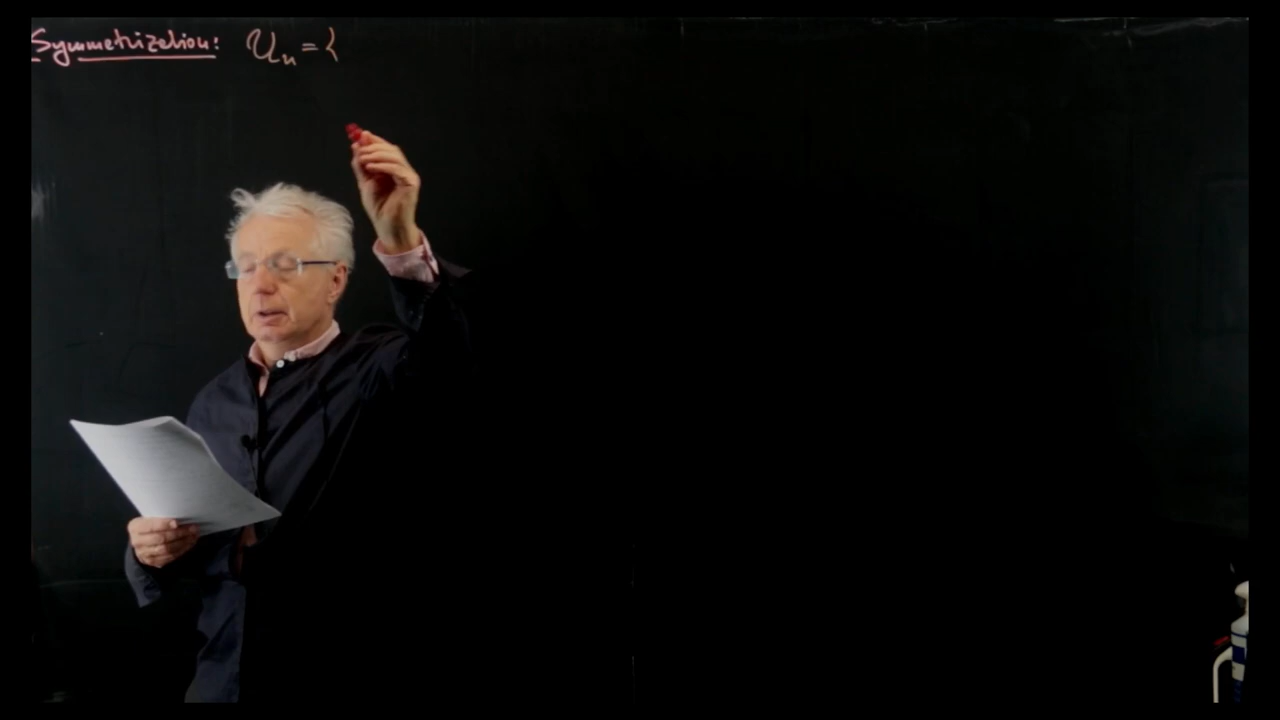 Symmetrization: 𝒰ₙ = {